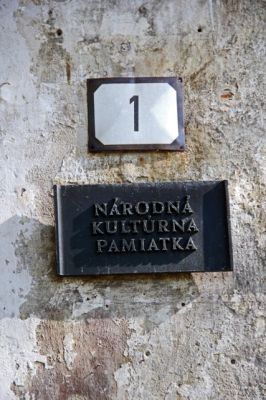 1
NÁRODNÁ
KULTÚRNA
PAMIATKA